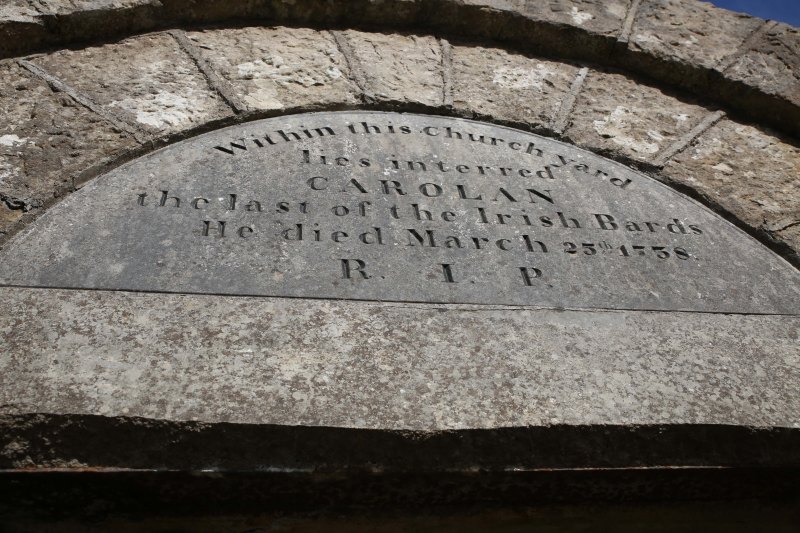 Within this Church Yard
lies interred
CAROLAN
the last of the Irish Bards
He died March 25th 1738.
R. I. P.